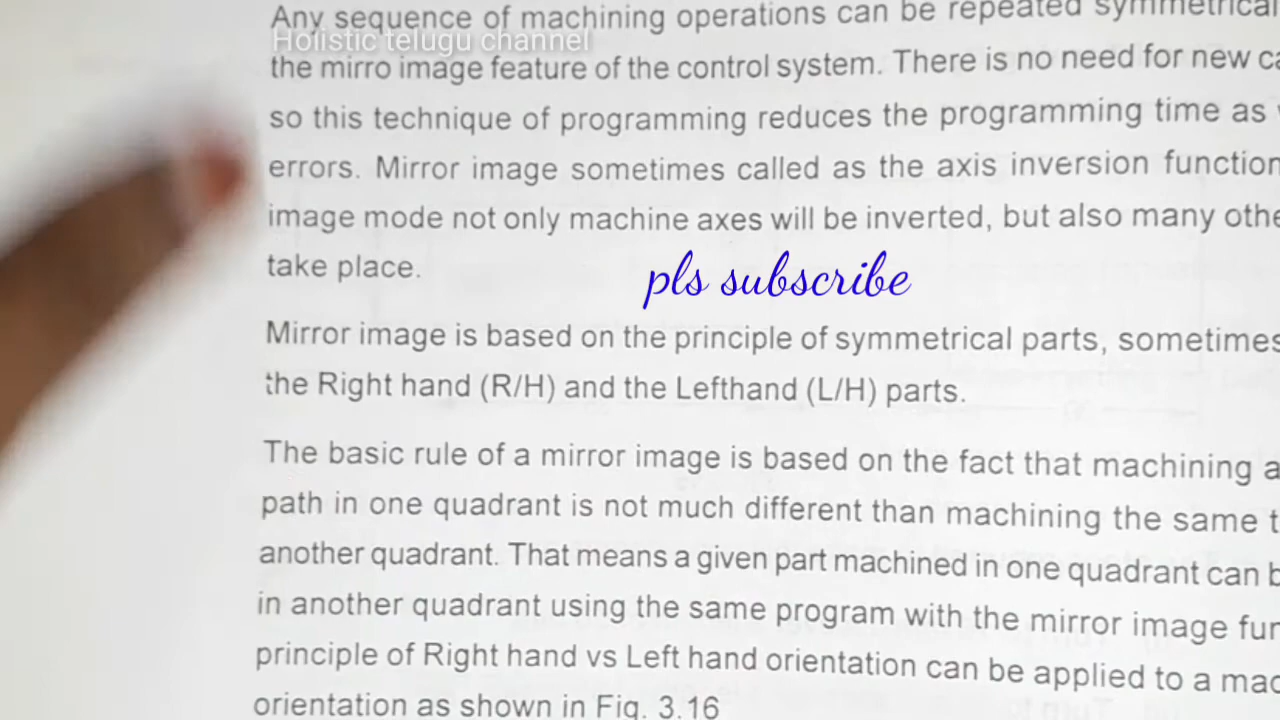 Any sequence of machining operations can be repeated
Holistic telugu channel
the mirro image feature of the control system. There is no need for new
so this technique of programming reduces the programming time as
errors. Mirror image sometimes called as the axis inversion function
image mode not only machine axes will be inverted, but also many
take place.
pls subscribe
Mirror image is based on the principle of symmetrical parts, sometimes
the Right hand (R/H) and the Lefthand (L/H) parts.
The basic rule of a mirror image is based on the fact that machining
path in one quadrant is not much different than machining the same
another quadrant. That means a given part machined in one quadrant can
in another quadrant using the same program with the mirror image
principle of Right hand vs Left hand orientation can be applied to a
orientation as shown in Fig. 3.16